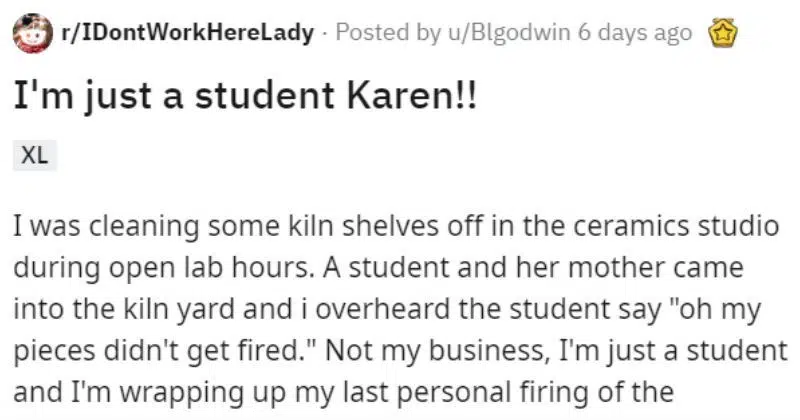 r/IDontWorkHereLady · Posted by u/Blgodwin 6 days ago
I'm just a student Karen!!
XL
I was cleaning some kiln shelves off in the ceramics studio
during open lab hours. A student and her mother came
into the kiln yard and i overheard the student say "oh my
pieces didn't get fired." Not my business, I'm just a student
and I'm wrapping up my last personal firing of the